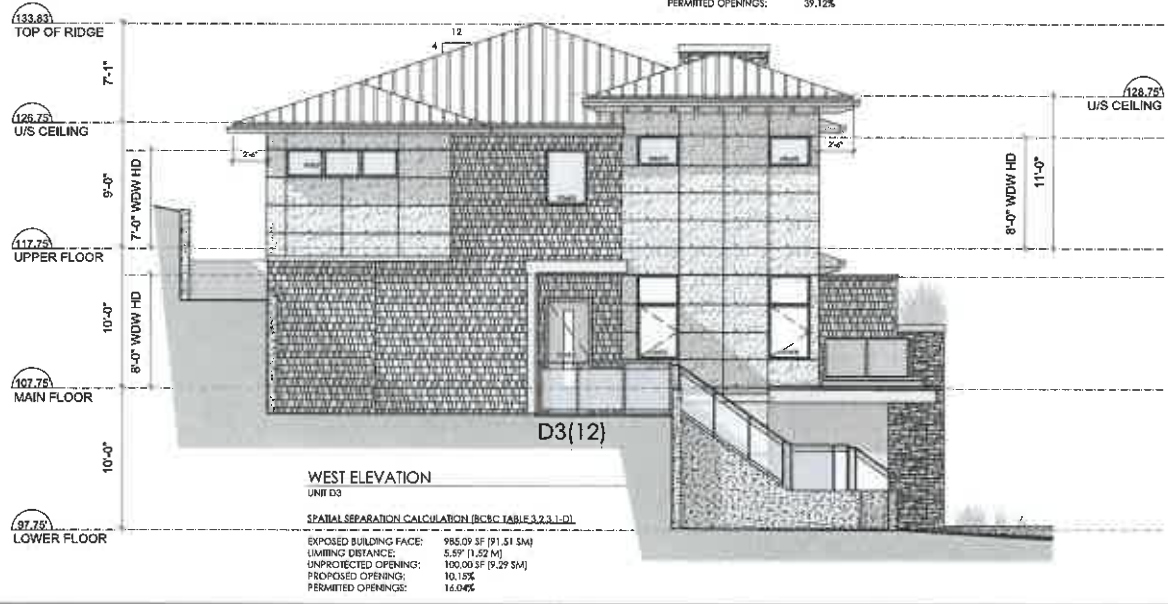 PERMITTED OPENINGS: 39.12%
133.83'
TOP OF RIDGE
12
4
7'-1"
128.75'
U/S CEILING
126.75'
U/S CEILING
2'-6"
2'-6"
9'-0"
7'-0" WDW HD
8'-0" WDW HD
11'-0"
117.75'
UPPER FLOOR
10'-0"
8'-0" WDW HD
107.75'
MAIN FLOOR
D3(12)
10'-0"
WEST ELEVATION
UNIT D3
SPATIAL SEPARATION CALCULATION (BCBC TABLE 3.2.3.1-D)
97.75'
LOWER FLOOR
EXPOSED BUILDING FACE: 985.09 SF (91.51 SM)
LIMITING DISTANCE: 5.59' (1.52 M)
UNPROTECTED OPENING: 100.00 SF (9.29 SM)
PROPOSED OPENING: 10.15%
PERMITTED OPENINGS: 16.04%